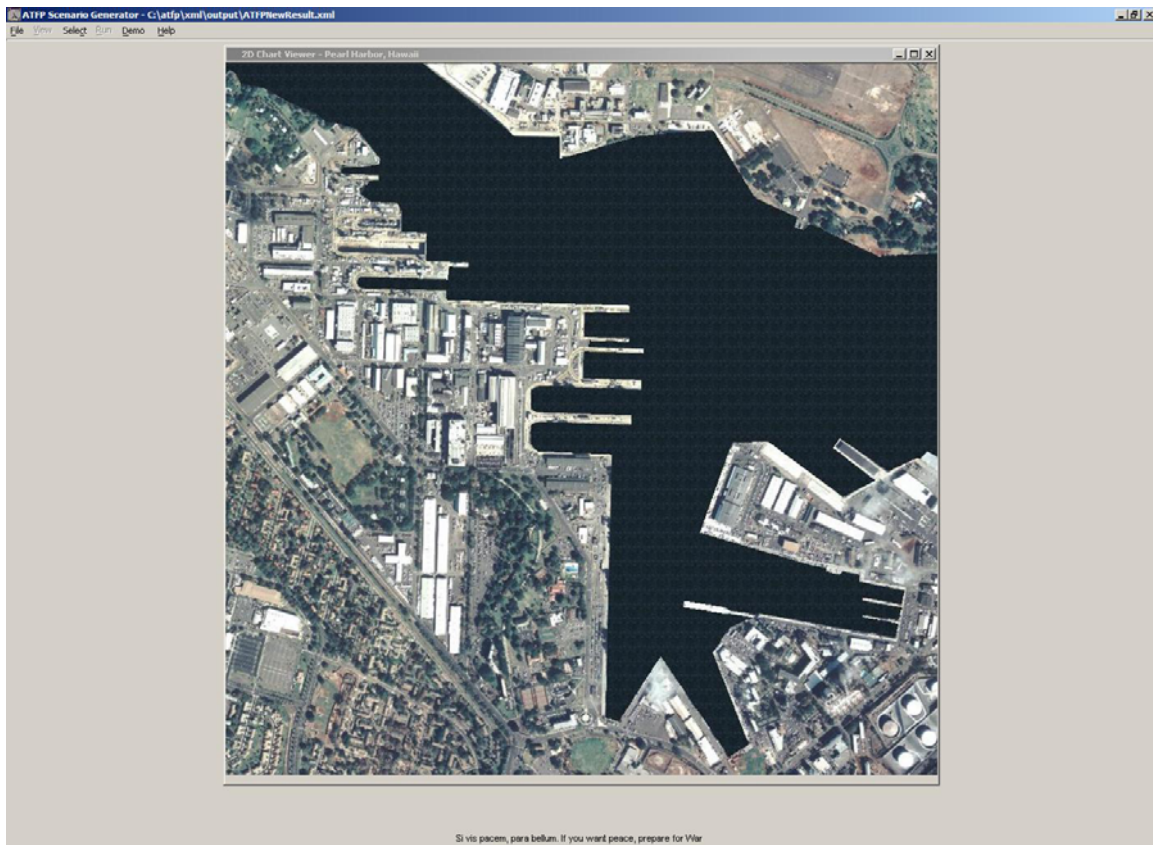 ATFP Scenario Generator - C:\atfp\xml\output\ATFPNewResult.xml
File View Select Run Demo Help
2D Chart Viewer - Pearl Harbor, Hawaii
Si vis pacem, para bellum. If you want peace, prepare for War